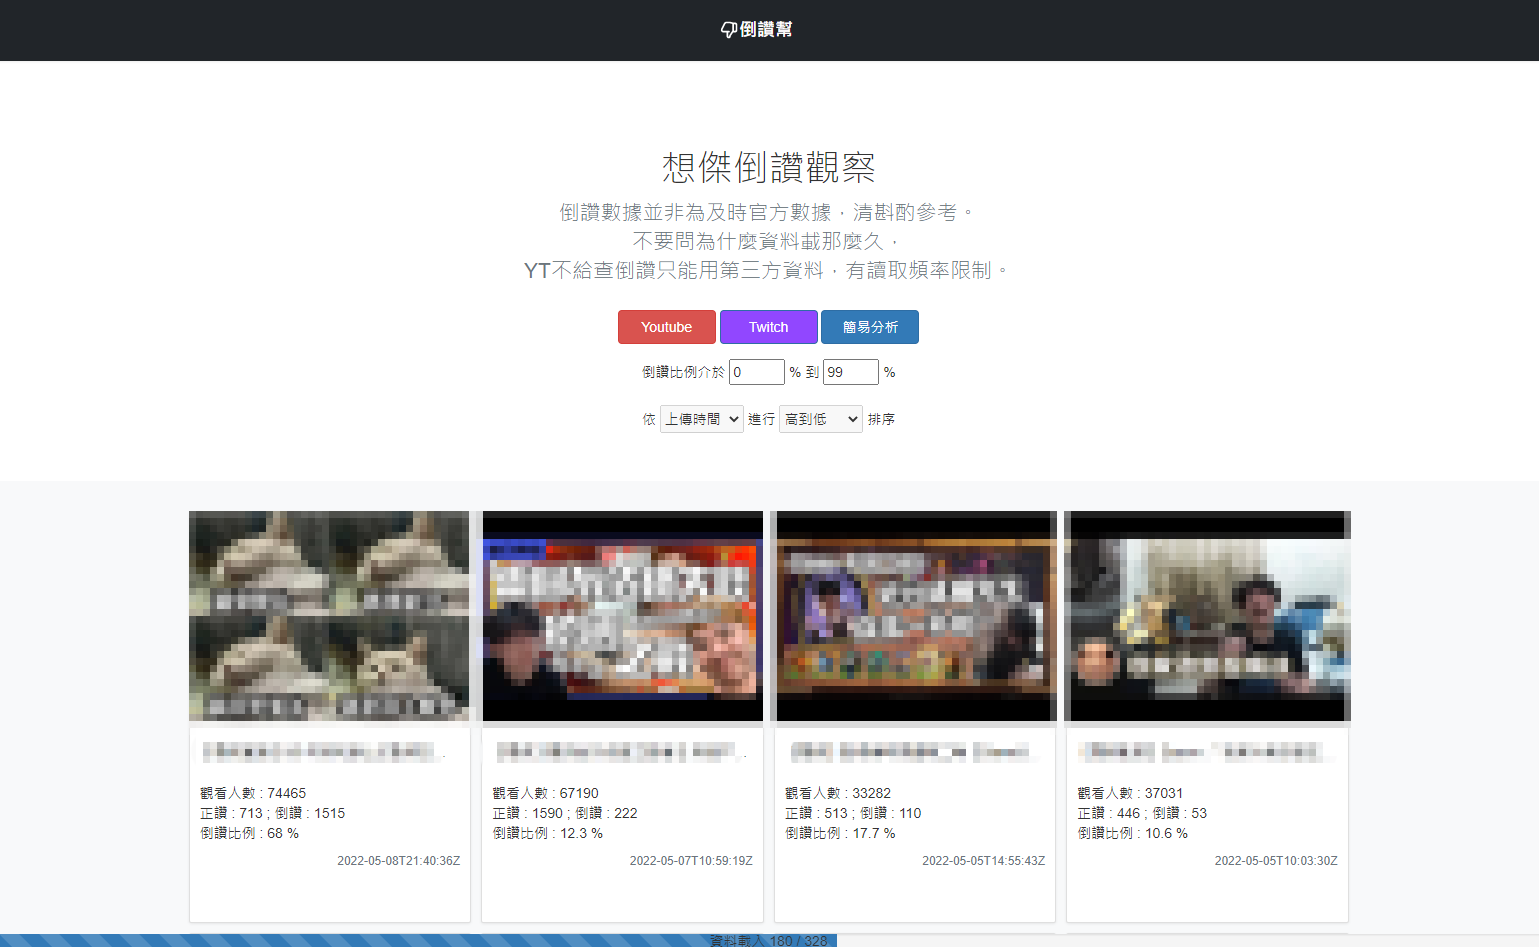 倒讚幫
想傑倒讚觀察
倒讚數據並非為及時官方數據，清斟酌參考。
不要問為什麼資料載那麼久，
YT不給查倒讚只能用第三方資料，有讀取頻率限制。
Youtube Twitch 簡易分析
倒讚比例介於 0 % 到 99 %
依 上傳時間 進行 高到低 排序
觀看人數 : 74465
正讚 : 713 ; 倒讚 : 1515
倒讚比例 : 68 %
2022-05-08T21:40:36Z
觀看人數 : 67190
正讚 : 1590 ; 倒讚 : 222
倒讚比例 : 12.3 %
2022-05-07T10:59:19Z
觀看人數 : 33282
正讚 : 513 ; 倒讚 : 110
倒讚比例 : 17.7 %
2022-05-05T14:55:43Z
觀看人數 : 37031
正讚 : 446 ; 倒讚 : 53
倒讚比例 : 10.6 %
2022-05-05T10:03:30Z
資料載入 180 / 328